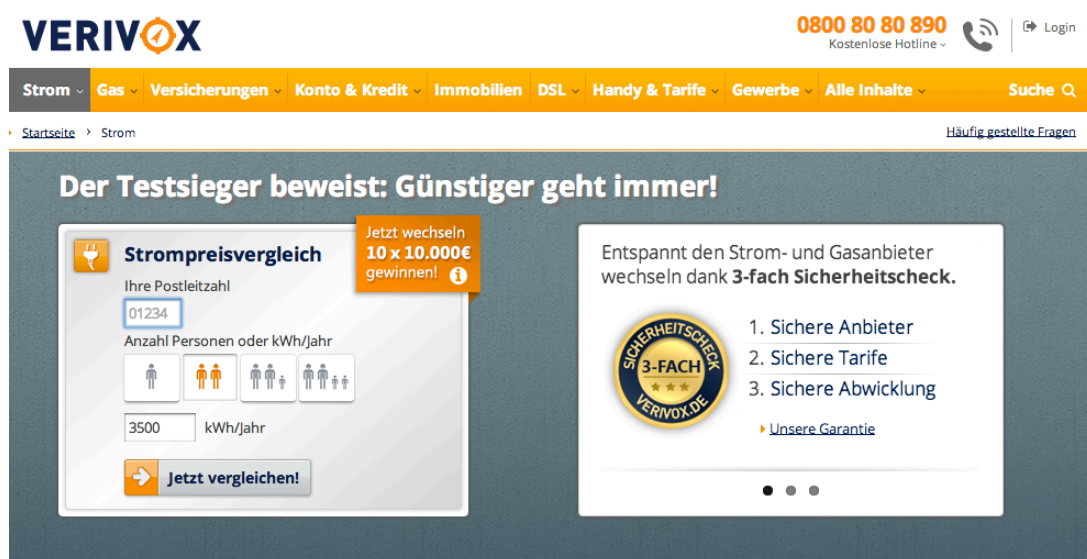 VERIVOX
0800 80 80 890
Kostenlose Hotline
Login
Strom Gas Versicherungen Konto & Kredit Immobilien DSL Handy & Tarife Gewerbe Alle Inhalte Suche
Startseite › Strom
Häufig gestellte Fragen
Der Testsieger beweist: Günstiger geht immer!
Jetzt wechseln
10 x 10.000€
gewinnen! i
Strompreisvergleich
Ihre Postleitzahl
01234
Anzahl Personen oder kWh/Jahr
3500 kWh/Jahr
Jetzt vergleichen!
Entspannt den Strom- und Gasanbieter
wechseln dank 3-fach Sicherheitscheck.
SICHERHEITSCHECK
3-FACH
VERIVOX.DE
1. Sichere Anbieter
2. Sichere Tarife
3. Sichere Abwicklung
Unsere Garantie